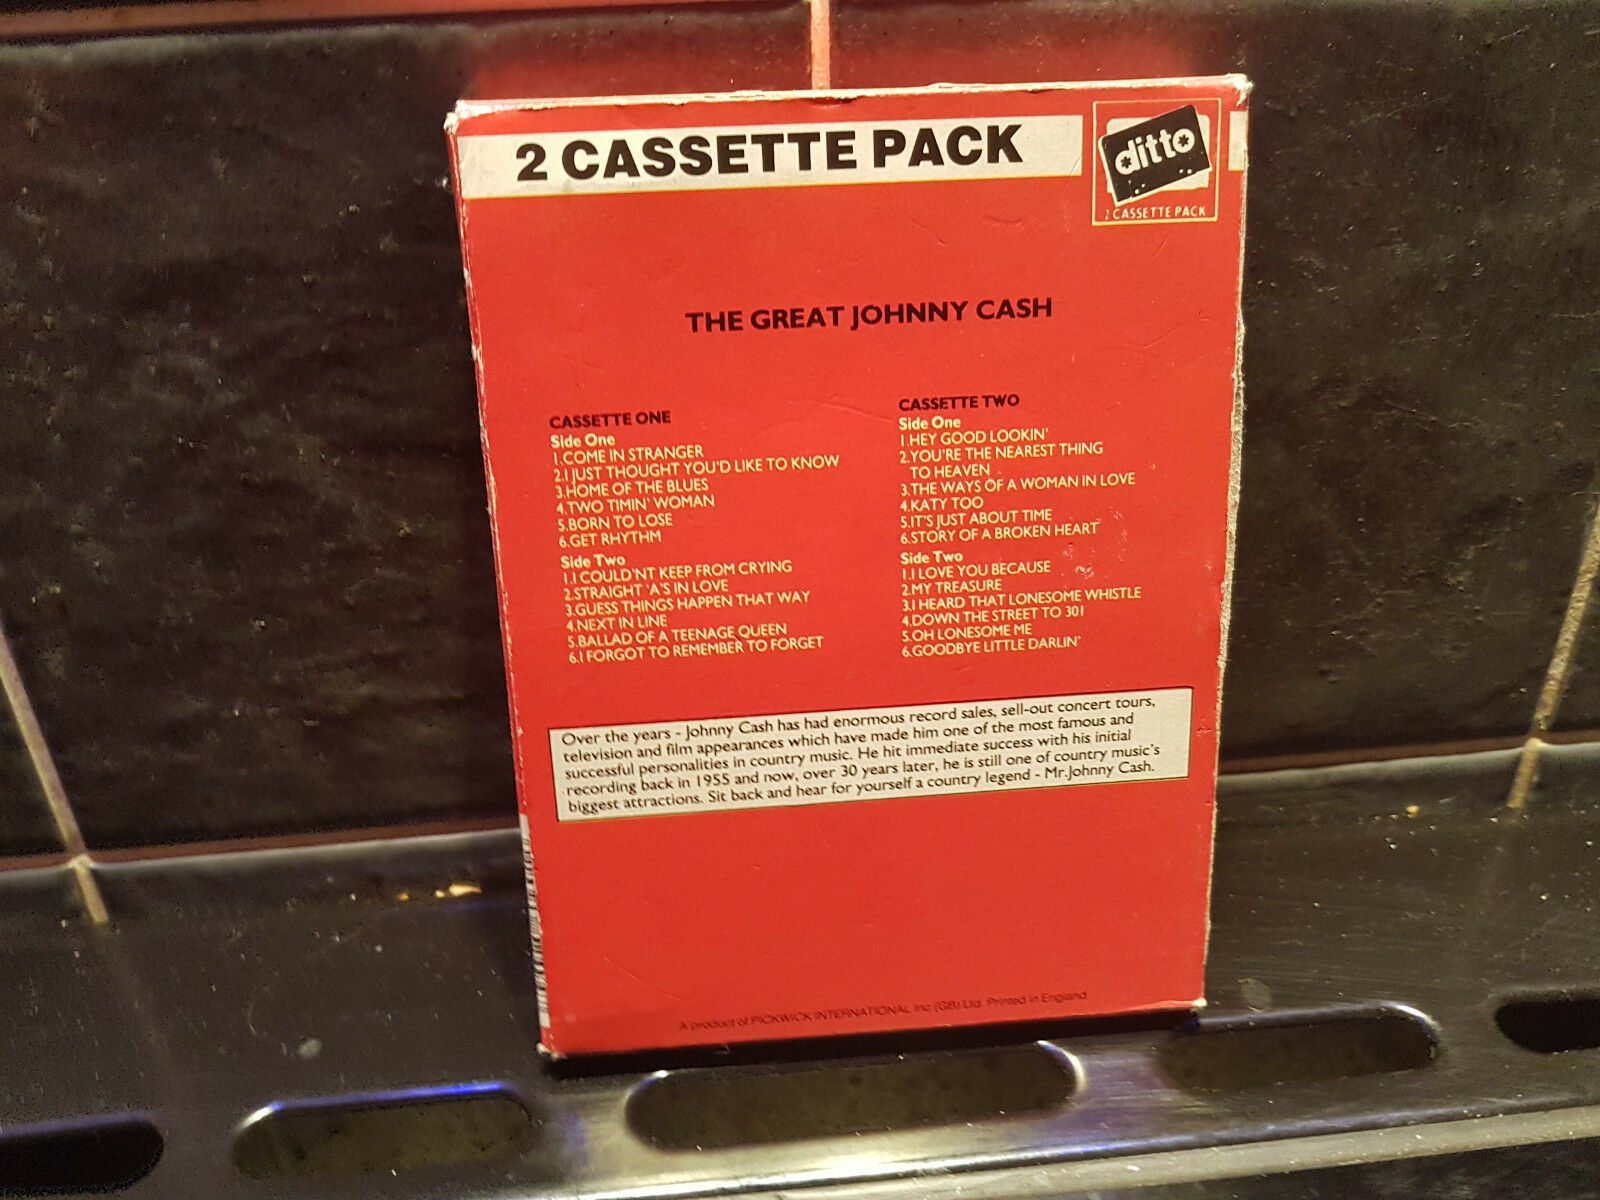 2 CASSETTE PACK
ditto
2 CASSETTE PACK
THE GREAT JOHNNY CASH
CASSETTE ONE
Side One
1.COME IN STRANGER
2.I JUST THOUGHT YOU'D LIKE TO KNOW
3.HOME OF THE BLUES
4.TWO TIMIN' WOMAN
5.BORN TO LOSE
6.GET RHYTHM
Side Two
1.I COULD'NT KEEP FROM CRYING
2.STRAIGHT 'A'S IN LOVE
3.GUESS THINGS HAPPEN THAT WAY
4.NEXT IN LINE
5.BALLAD OF A TEENAGE QUEEN
6.I FORGOT TO REMEMBER TO FORGET
CASSETTE TWO
Side One
1.HEY GOOD LOOKIN'
2.YOU'RE THE NEAREST THING
TO HEAVEN
3.THE WAYS OF A WOMAN IN LOVE
4.KATY TOO
5.IT'S JUST ABOUT TIME
6.STORY OF A BROKEN HEART
Side Two
1.I LOVE YOU BECAUSE
2.MY TREASURE
3.I HEARD THAT LONESOME WHISTLE
4.DOWN THE STREET TO 301
5.OH LONESOME ME
6.GOODBYE LITTLE DARLIN'
Over the years - Johnny Cash has had enormous record sales, sell-out concert tours,
television and film appearances which have made him one of the most famous and
successful personalities in country music. He hit immediate success with his initial
recording back in 1955 and now, over 30 years later, he is still one of country music's
biggest attractions. Sit back and hear for yourself a country legend - Mr.Johnny Cash.
A product of PICKWICK INTERNATIONAL Inc (GB) Ltd. Printed in England